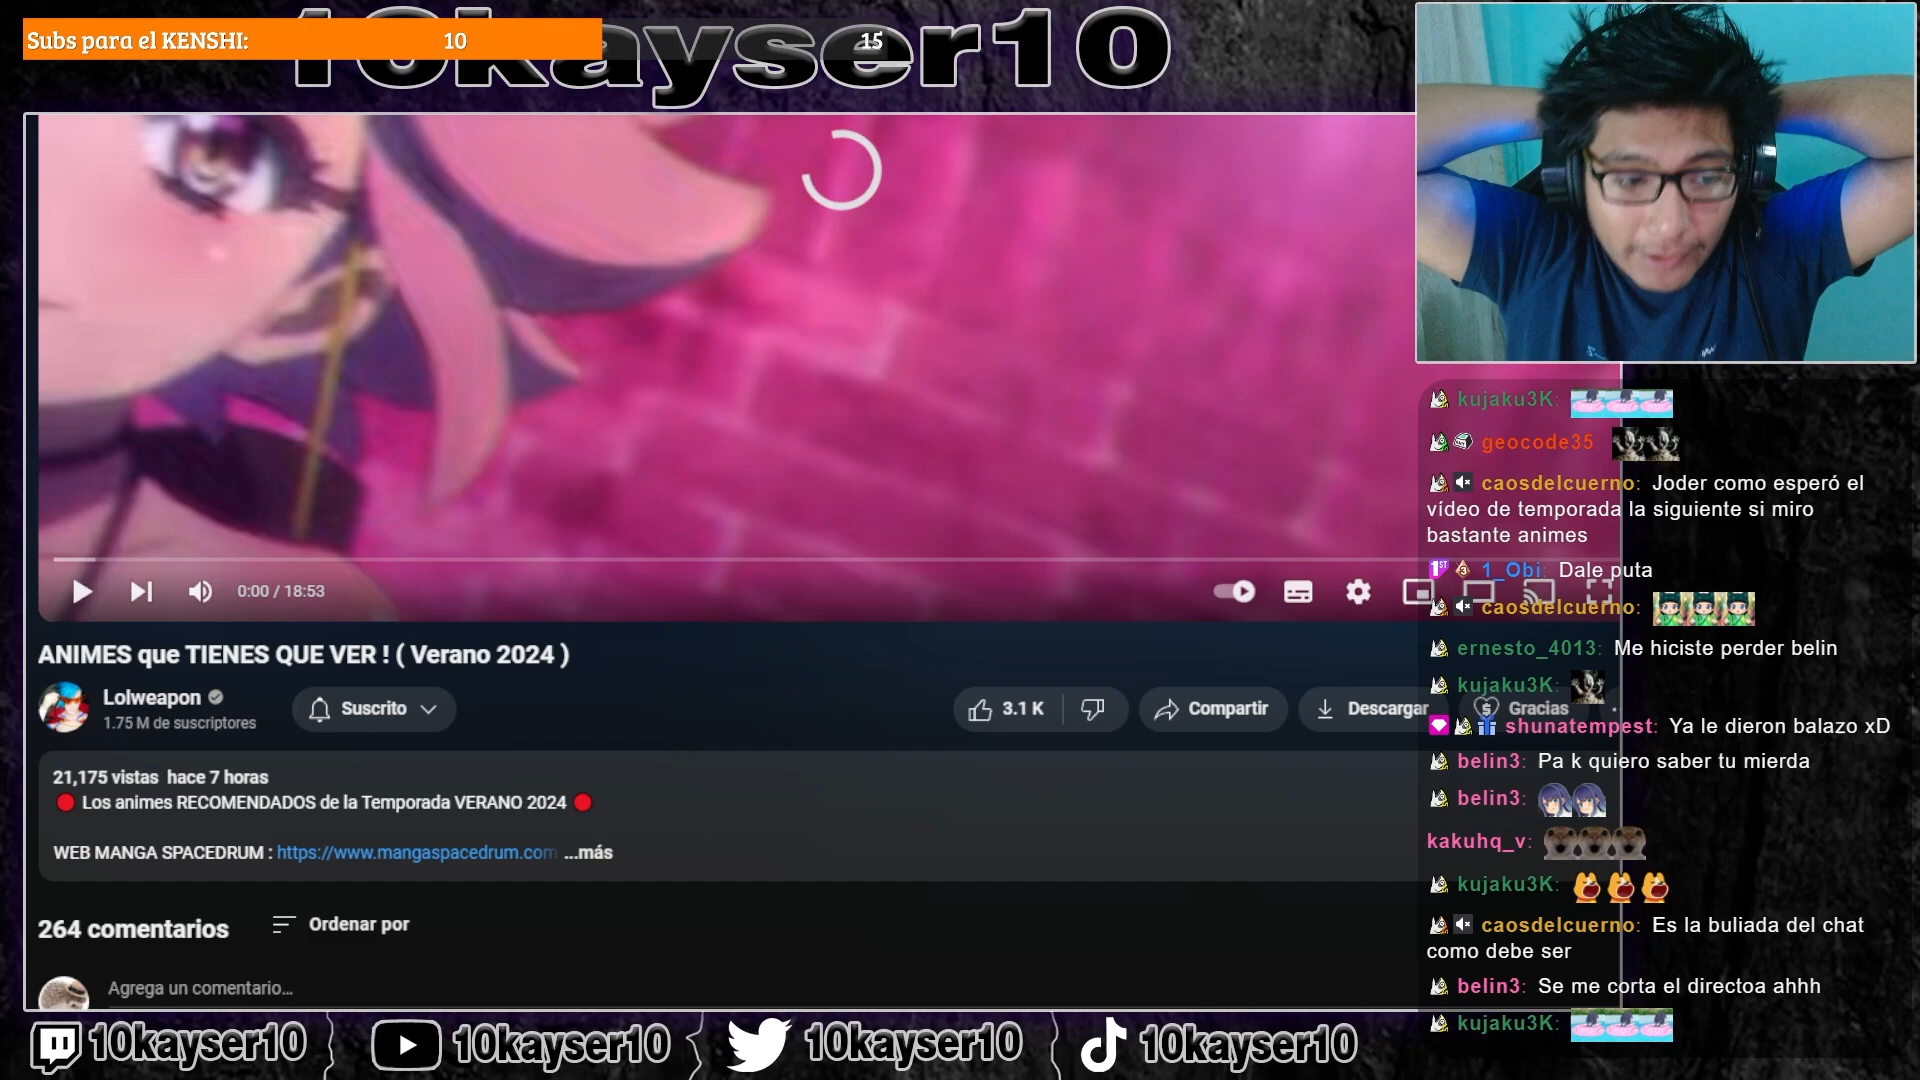 10kayser10
Subs para el KENSHI: 10 15
0:00 / 18:53
ANIMES que TIENES QUE VER ! ( Verano 2024 )
Lolweapon
1.75 M de suscriptores
Suscrito
3.1 K
Compartir
Descargar
Gracias
21,175 vistas hace 7 horas
Los animes RECOMENDADOS de la Temporada VERANO 2024
WEB MANGA SPACEDRUM : https://www.mangaspacedrum.com ...más
264 comentarios
Ordenar por
Agrega un comentario...
kujaku3K:
geocode35:
caosdelcuerno: Joder como esperó el
vídeo de temporada la siguiente si miro
bastante animes
1_Obi: Dale puta
caosdelcuerno:
ernesto_4013: Me hiciste perder belin
kujaku3K:
shunatempest: Ya le dieron balazo xD
belin3: Pa k quiero saber tu mierda
belin3:
kakuhq_v:
kujaku3K:
caosdelcuerno: Es la buliada del chat
como debe ser
belin3: Se me corta el directoa ahhh
kujaku3K:
10kayser10
10kayser10
10kayser10
10kayser10